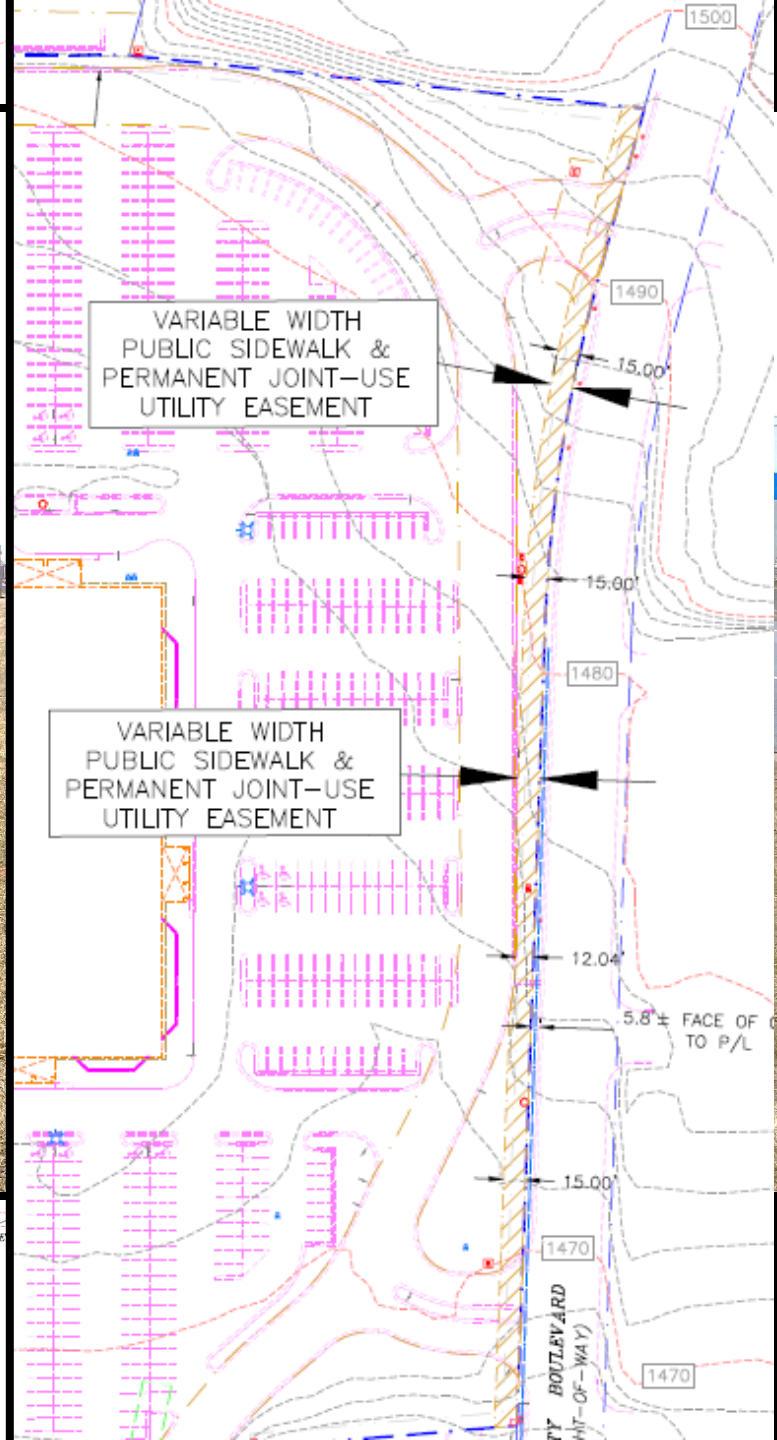 1500
1490
VARIABLE WIDTH
PUBLIC SIDEWALK &
PERMANENT JOINT-USE
UTILITY EASEMENT
15.00'
15.00'
1480
VARIABLE WIDTH
PUBLIC SIDEWALK &
PERMANENT JOINT-USE
UTILITY EASEMENT
12.04'
5.8'± FACE OF
TO P/L
15.00'
1470
BOULEVARD
1470